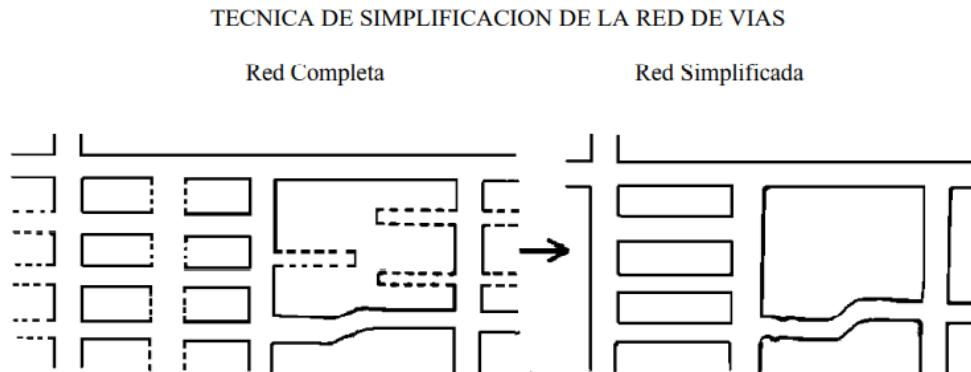 TECNICA DE SIMPLIFICACION DE LA RED DE VIAS
Red Completa
Red Simplificada